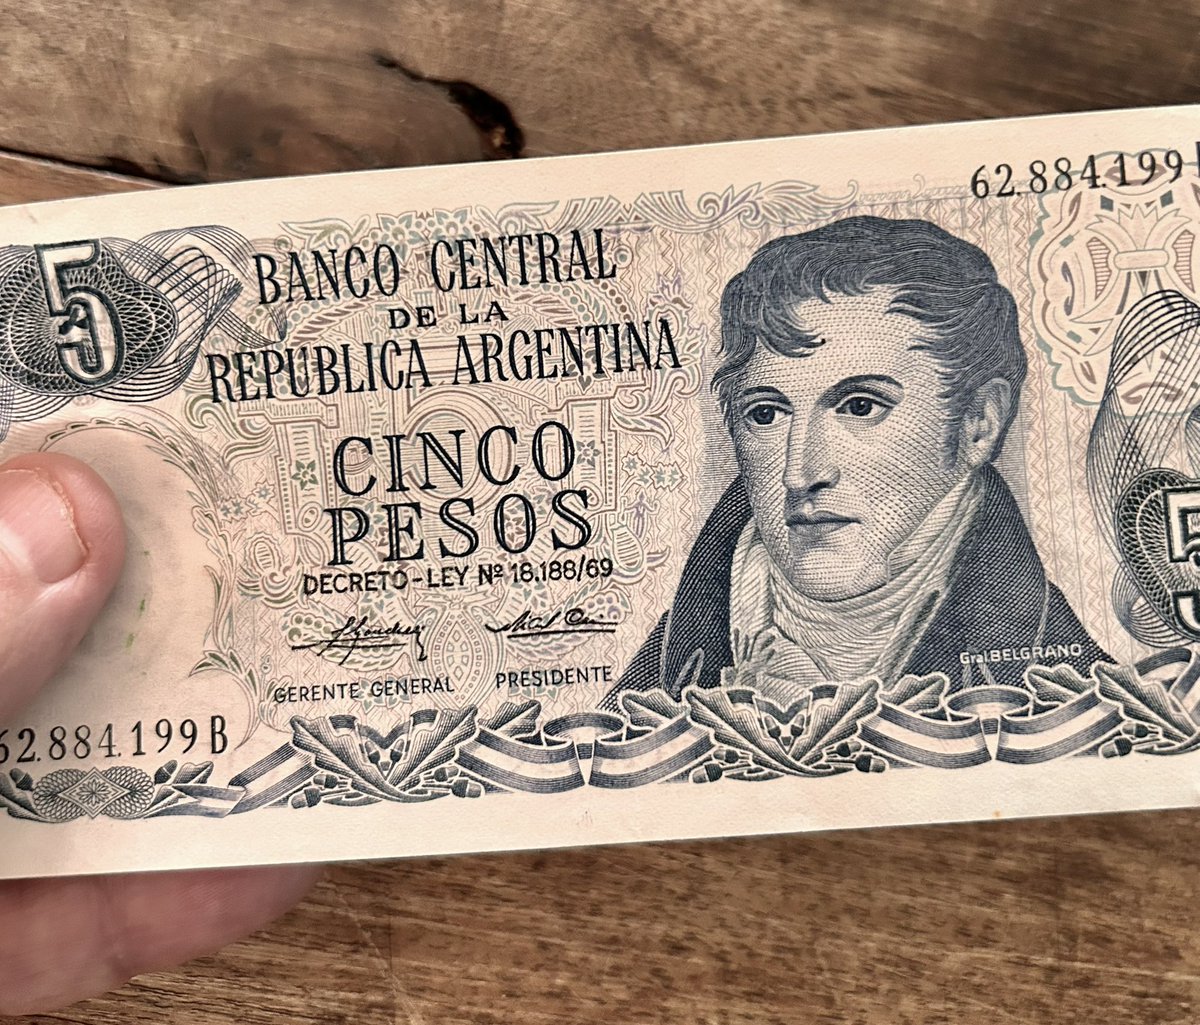 62.884.199
5
BANCO CENTRAL
DE LA
REPUBLICA ARGENTINA
CINCO
PESOS
DECRETO-LEY Nº 18.188/69
GERENTE GENERAL PRESIDENTE
Gral.BELGRANO
5
62.884.199 B